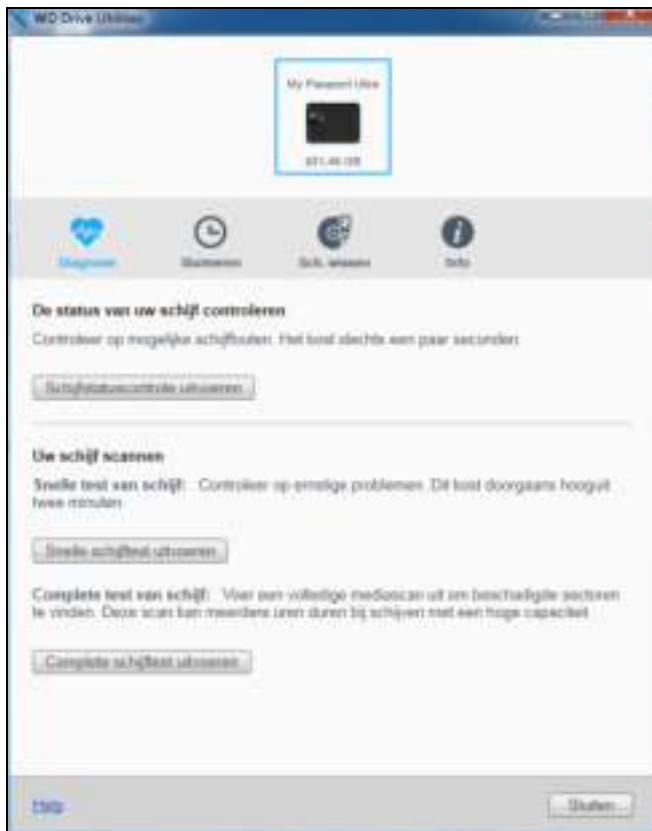 WD Drive Utilities
My Passport Ultra
931,48 GB
Diagnose
Sch. wissen
Info
De status van uw schijf controleren
Controleer op mogelijke schijffouten. Het kost slechts een paar seconden.
Schijfstatuscontrole uitvoeren
Uw schijf scannen
Snelle test van schijf: Controleer op ernstige problemen. Dit kost doorgaans hooguit
twee minuten.
Snelle schijftest uitvoeren
Complete test van schijf: Voer een volledige mediascan uit om beschadigde sectoren
te vinden. Deze scan kan meerdere uren duren bij schijven met een hoge capaciteit.
Complete schijftest uitvoeren
Help
Sluiten